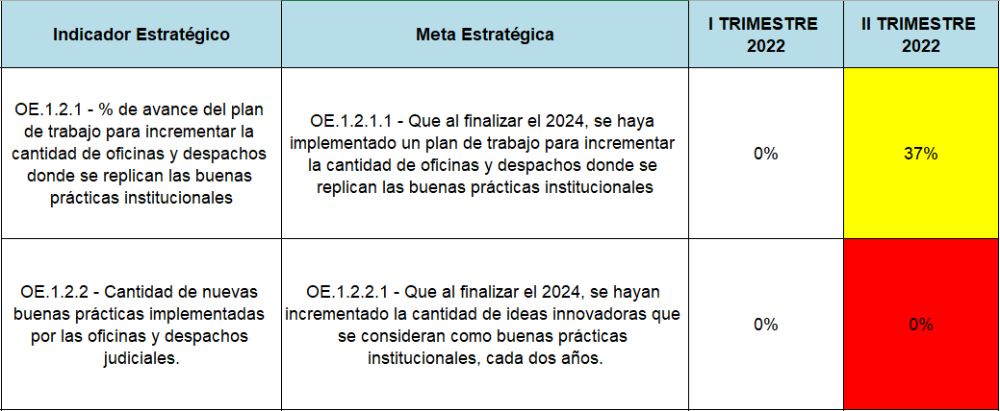 Indicador Estratégico
Meta Estratégica
I TRIMESTRE
2022
II TRIMESTRE
2022
OE.1.2.1 - % de avance del plan
de trabajo para incrementar la
cantidad de oficinas y despachos
donde se replican las buenas
prácticas institucionales
OE.1.2.1.1 - Que al finalizar el 2024, se haya
implementado un plan de trabajo para incrementar
la cantidad de oficinas y despachos donde se
replican las buenas prácticas institucionales
0%
37%
OE.1.2.2 - Cantidad de nuevas
buenas prácticas implementadas
por las oficinas y despachos
judiciales.
OE.1.2.2.1 - Que al finalizar el 2024, se hayan
incrementado la cantidad de ideas innovadoras que
se consideran como buenas prácticas
institucionales, cada dos años.
0%
0%